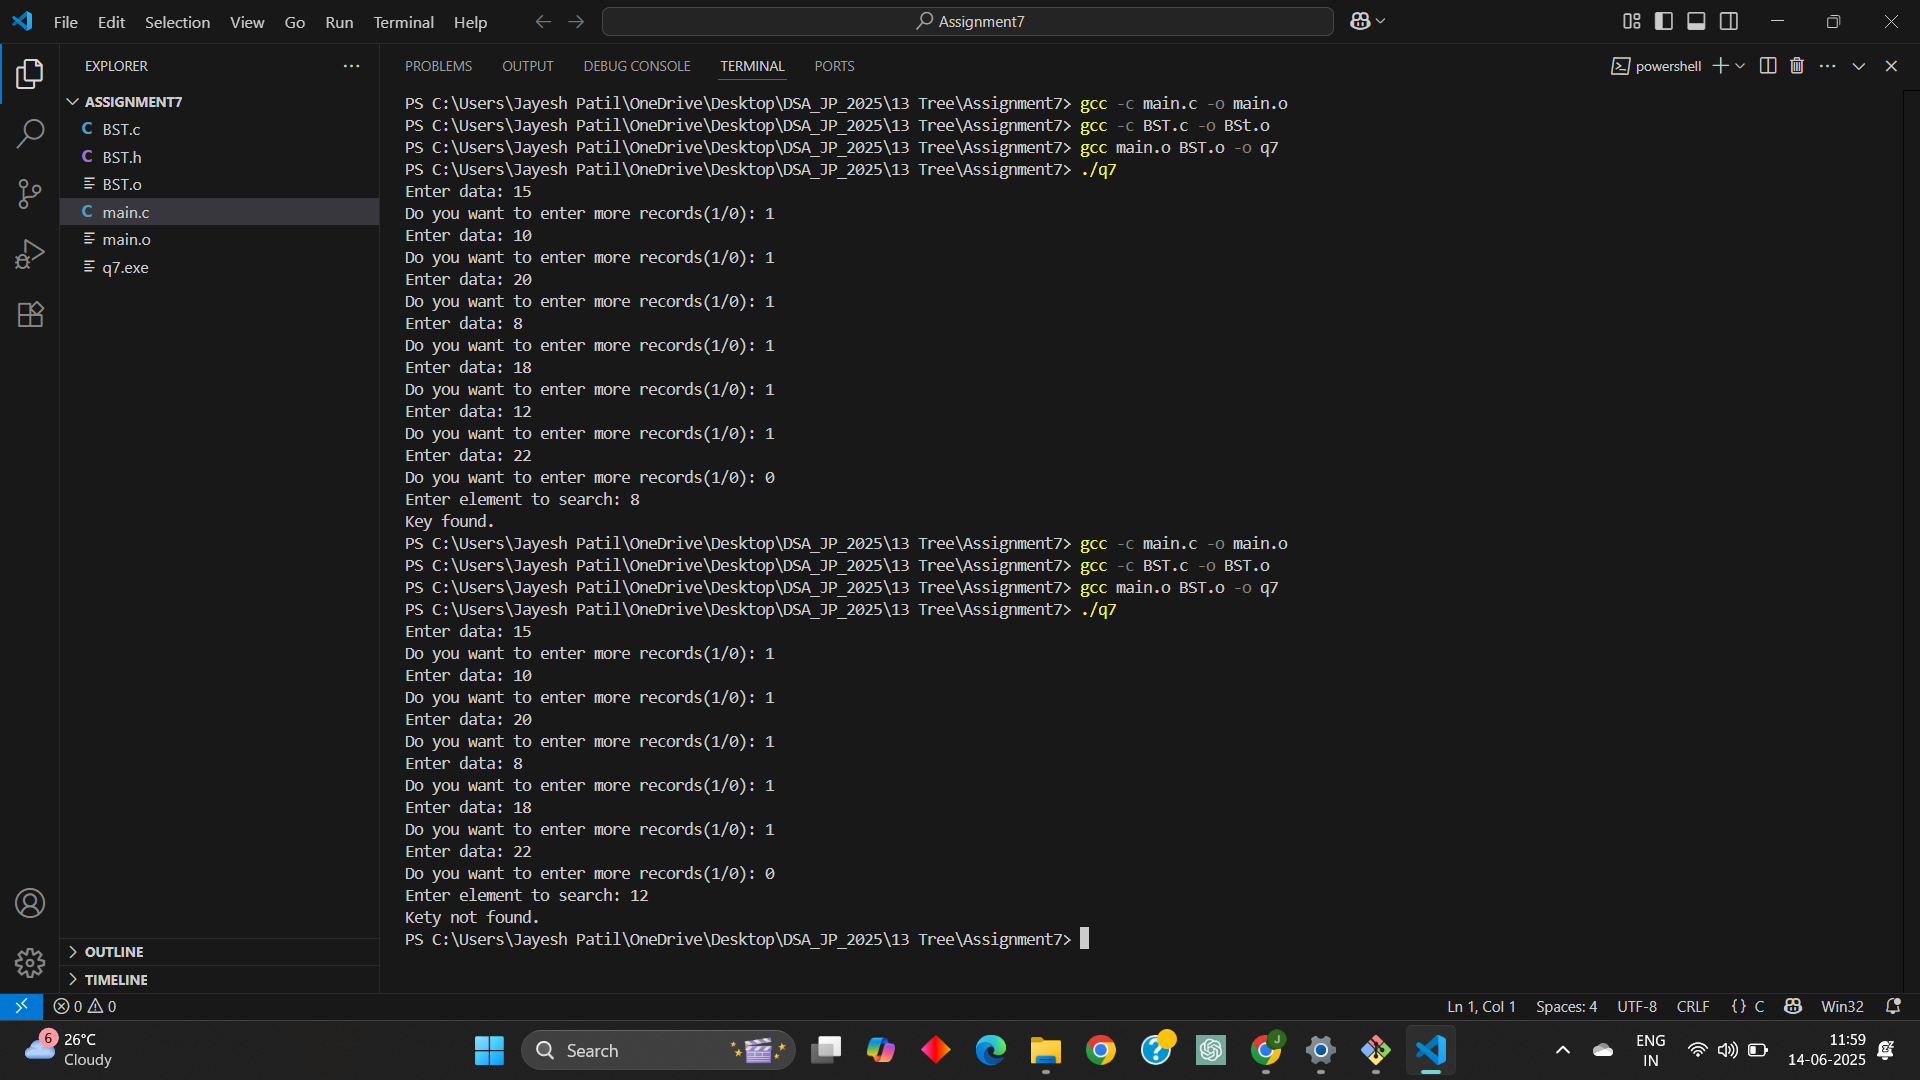 File Edit Selection View Go Run Terminal Help
Assignment7
EXPLORER
ASSIGNMENT7
C BST.c
C BST.h
BST.o
C main.c
main.o
q7.exe
OUTLINE
TIMELINE
PROBLEMS OUTPUT DEBUG CONSOLE TERMINAL PORTS
powershell
PS C:\Users\Jayesh Patil\OneDrive\Desktop\DSA_JP_2025\13 Tree\Assignment7> gcc -c main.c -o main.o
PS C:\Users\Jayesh Patil\OneDrive\Desktop\DSA_JP_2025\13 Tree\Assignment7> gcc -c BST.c -o BSt.o
PS C:\Users\Jayesh Patil\OneDrive\Desktop\DSA_JP_2025\13 Tree\Assignment7> gcc main.o BST.o -o q7
PS C:\Users\Jayesh Patil\OneDrive\Desktop\DSA_JP_2025\13 Tree\Assignment7> ./q7
Enter data: 15
Do you want to enter more records(1/0): 1
Enter data: 10
Do you want to enter more records(1/0): 1
Enter data: 20
Do you want to enter more records(1/0): 1
Enter data: 8
Do you want to enter more records(1/0): 1
Enter data: 18
Do you want to enter more records(1/0): 1
Enter data: 12
Do you want to enter more records(1/0): 1
Enter data: 22
Do you want to enter more records(1/0): 0
Enter element to search: 8
Key found.
PS C:\Users\Jayesh Patil\OneDrive\Desktop\DSA_JP_2025\13 Tree\Assignment7> gcc -c main.c -o main.o
PS C:\Users\Jayesh Patil\OneDrive\Desktop\DSA_JP_2025\13 Tree\Assignment7> gcc -c BST.c -o BST.o
PS C:\Users\Jayesh Patil\OneDrive\Desktop\DSA_JP_2025\13 Tree\Assignment7> gcc main.o BST.o -o q7
PS C:\Users\Jayesh Patil\OneDrive\Desktop\DSA_JP_2025\13 Tree\Assignment7> ./q7
Enter data: 15
Do you want to enter more records(1/0): 1
Enter data: 10
Do you want to enter more records(1/0): 1
Enter data: 20
Do you want to enter more records(1/0): 1
Enter data: 8
Do you want to enter more records(1/0): 1
Enter data: 18
Do you want to enter more records(1/0): 1
Enter data: 22
Do you want to enter more records(1/0): 0
Enter element to search: 12
Kety not found.
PS C:\Users\Jayesh Patil\OneDrive\Desktop\DSA_JP_2025\13 Tree\Assignment7>
0 0
Ln 1, Col 1 Spaces: 4 UTF-8 CRLF {} C Win32
6
26°C
Cloudy
Search
J
ENG
IN
11:59
14-06-2025